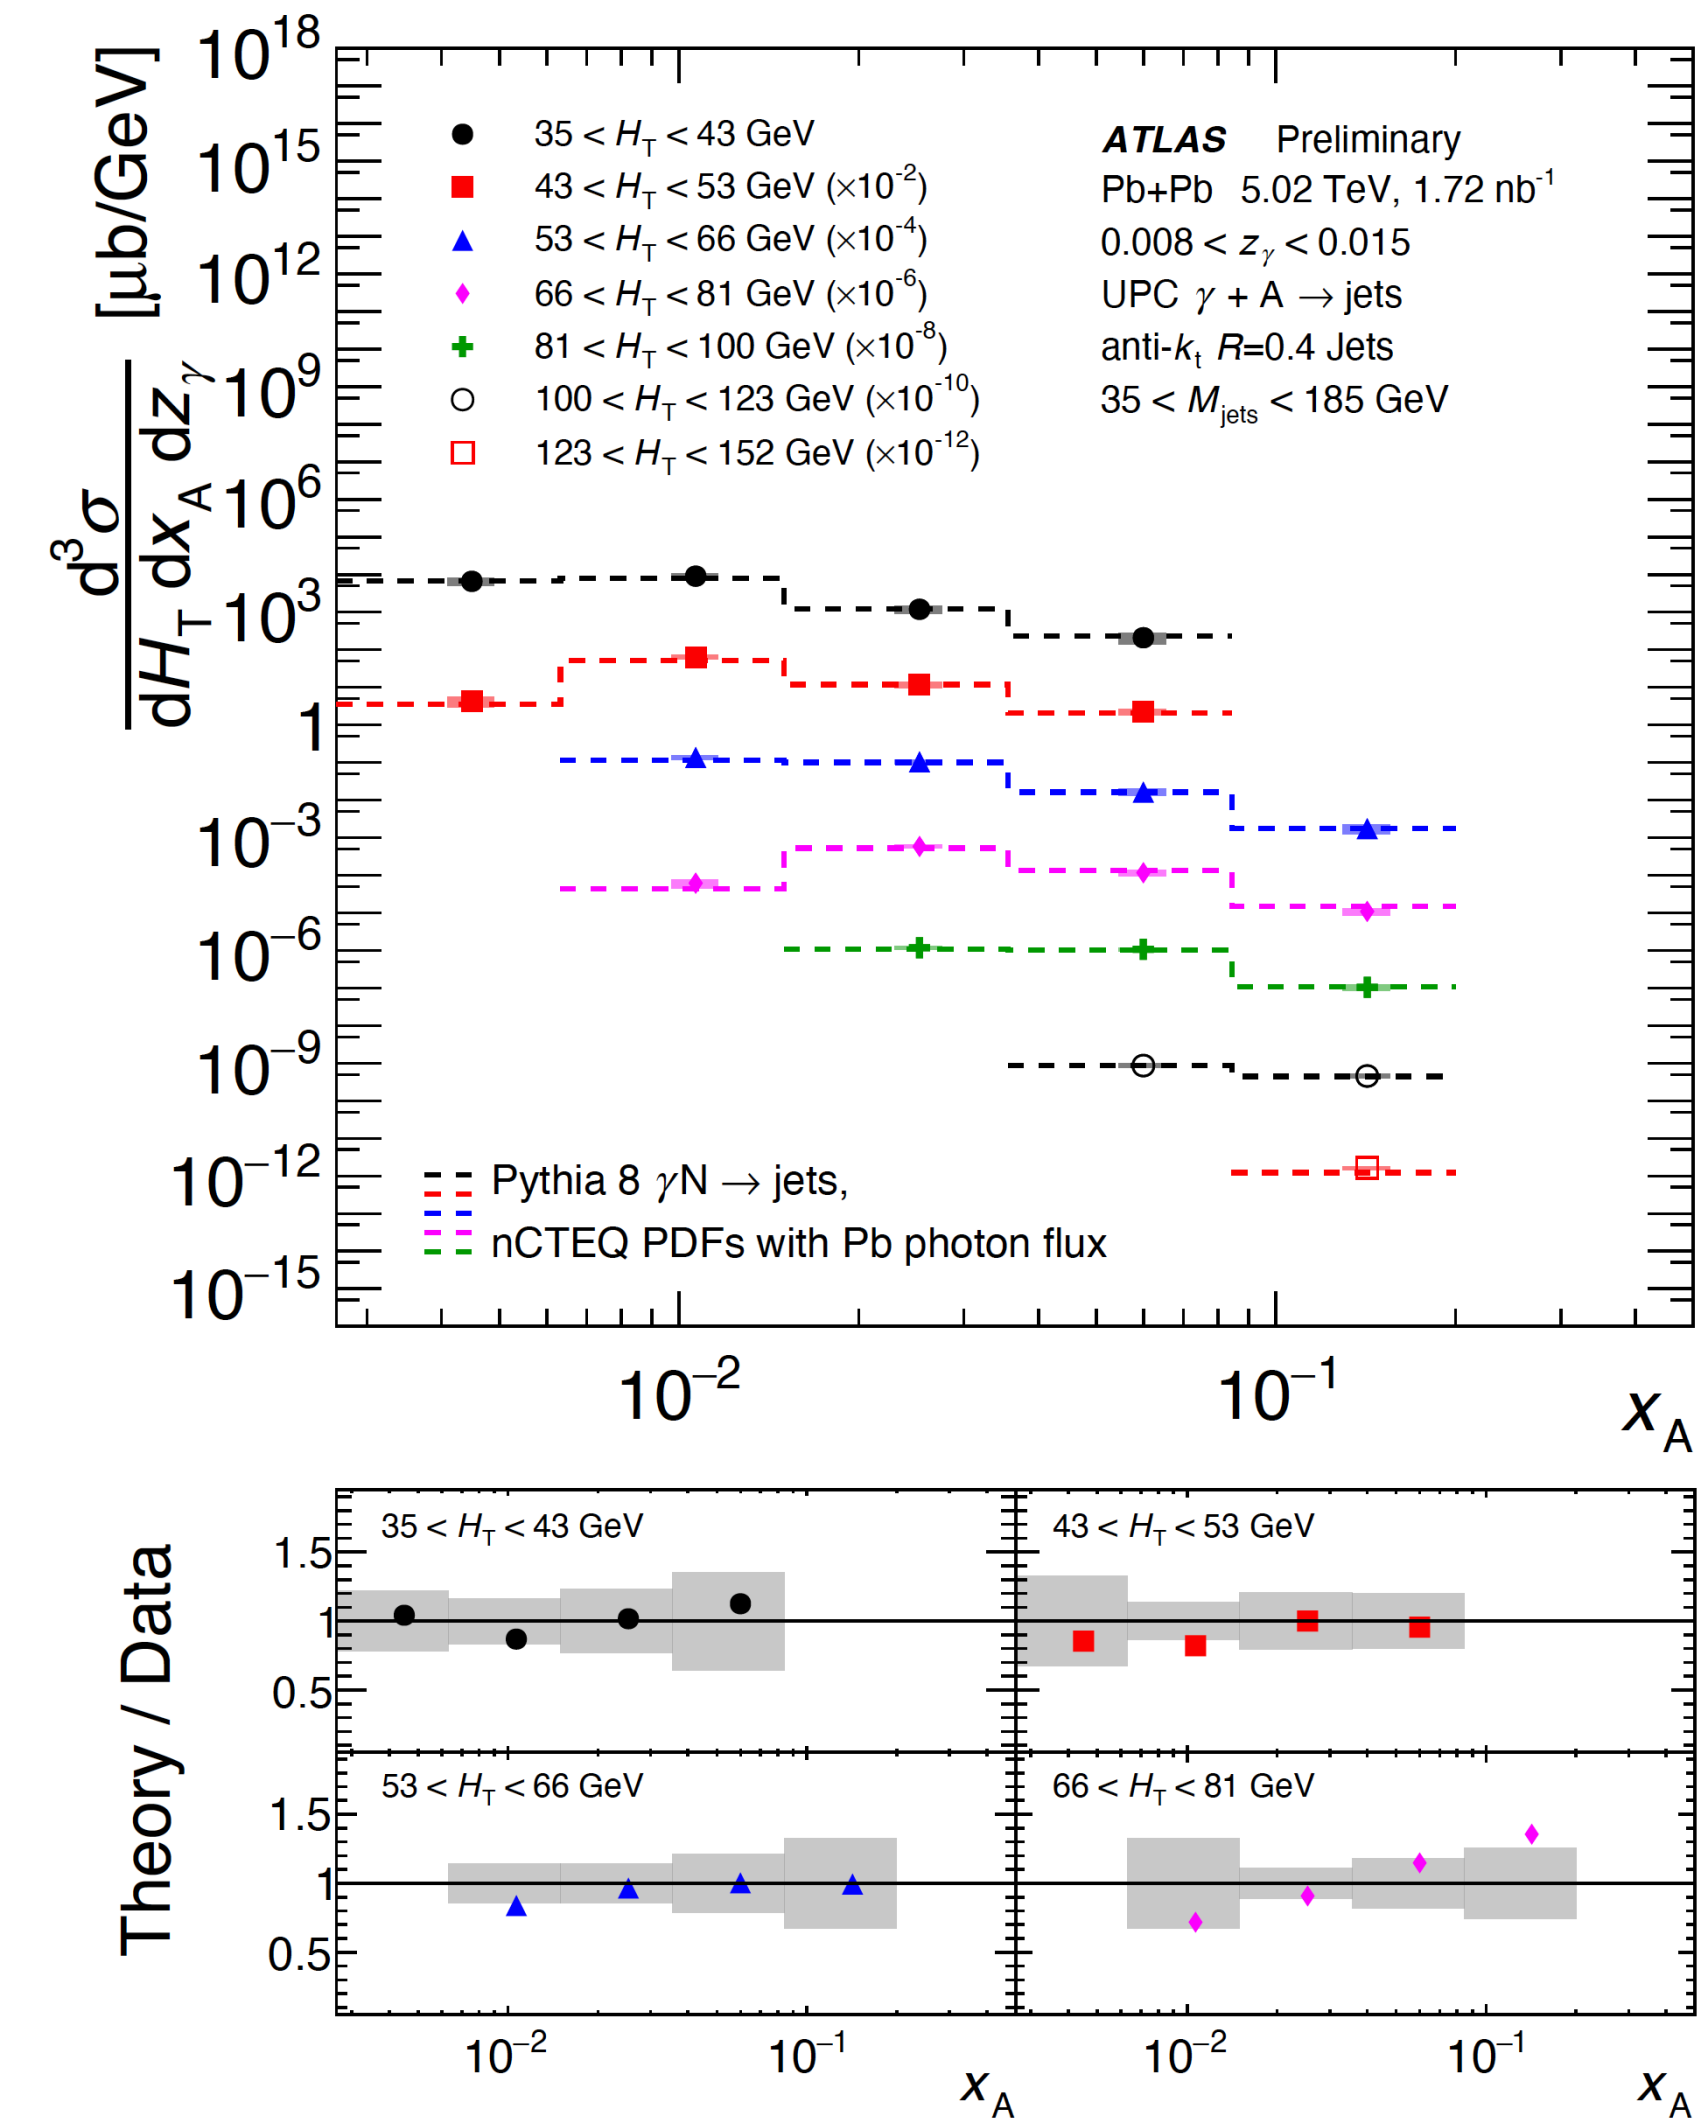 d³σ / dH_T dx_A dz_γ [μb/GeV]
10^18
10^15
10^12
10^9
10^6
10^3
1
10^−3
10^−6
10^−9
10^−12
10^−15
35 < H_T < 43 GeV
43 < H_T < 53 GeV (×10^-2)
53 < H_T < 66 GeV (×10^-4)
66 < H_T < 81 GeV (×10^-6)
81 < H_T < 100 GeV (×10^-8)
100 < H_T < 123 GeV (×10^-10)
123 < H_T < 152 GeV (×10^-12)
ATLAS Preliminary
Pb+Pb 5.02 TeV, 1.72 nb^-1
0.008 < z_γ < 0.015
UPC γ + A → jets
anti-k_t R=0.4 Jets
35 < M_jets < 185 GeV
Pythia 8 γN → jets,
nCTEQ PDFs with Pb photon flux
10^−2
10^−1
x_A
Theory / Data
35 < H_T < 43 GeV
43 < H_T < 53 GeV
1.5
1
0.5
53 < H_T < 66 GeV
66 < H_T < 81 GeV
1.5
1
0.5
10^−2
10^−1
x_A
10^−2
10^−1
x_A